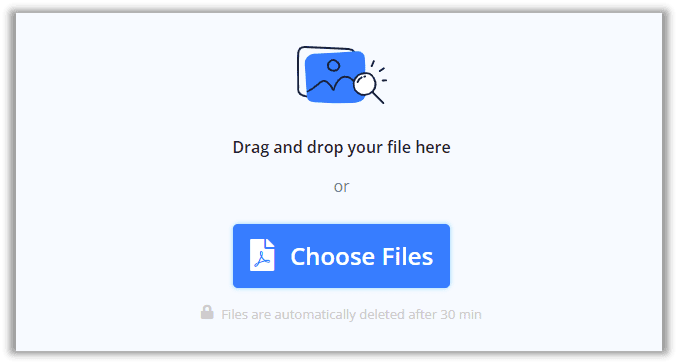 Drag and drop your file here
or
Choose Files
Files are automatically deleted after 30 min